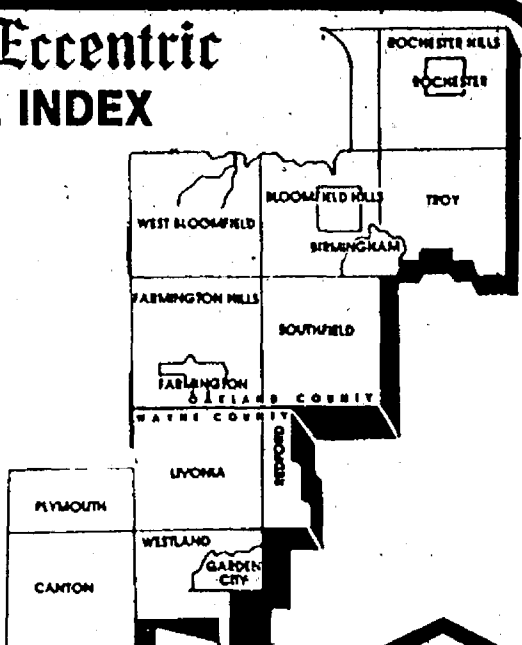 Eccentric
INDEX
ROCHESTER HILLS
ROCHESTER
BLOOMFIELD HILLS
TROY
WEST BLOOMFIELD
BIRMINGHAM
FARMINGTON HILLS
SOUTHFIELD
FARMINGTON
OAKLAND COUNTY
WAYNE COUNTY
REDFORD
LIVONIA
PLYMOUTH
WESTLAND
GARDEN
CITY
CANTON